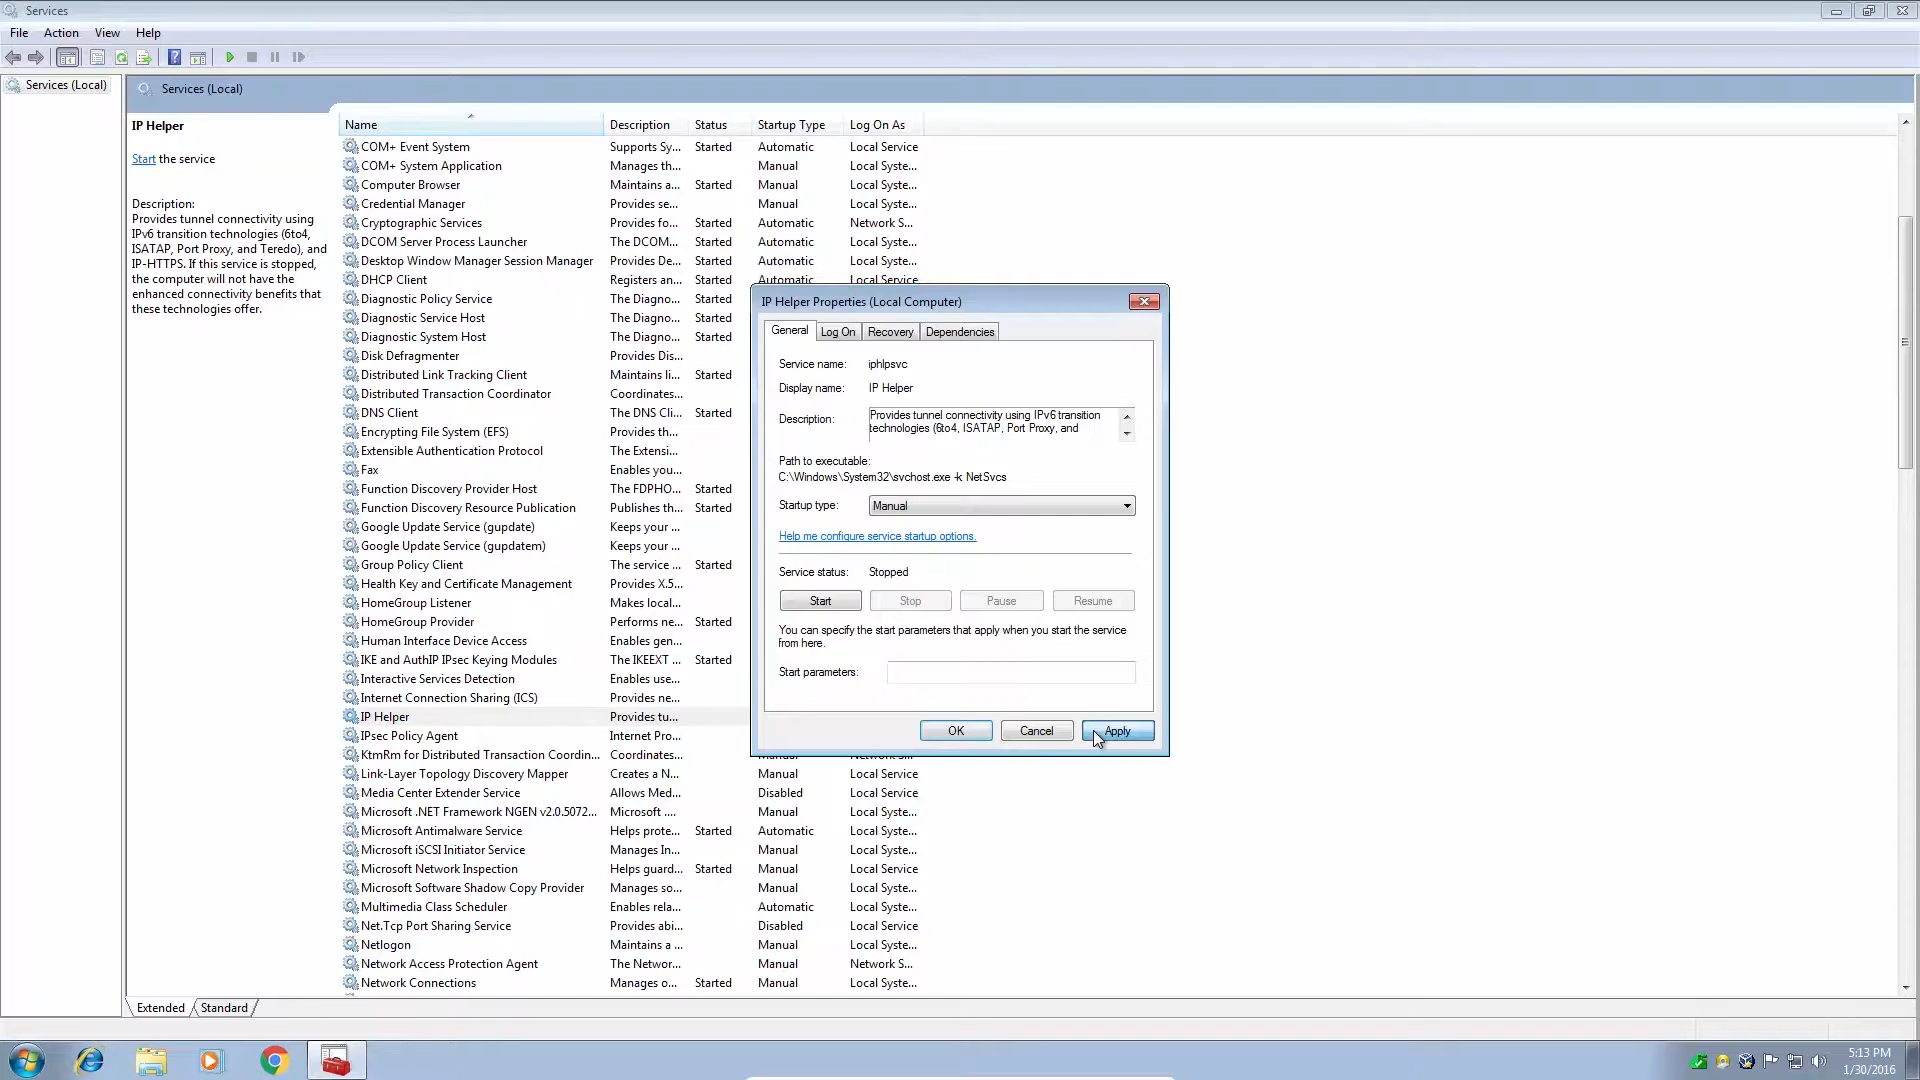 Services
File Action View Help
Services (Local)
Services (Local)
IP Helper
Start the service
Description:
Provides tunnel connectivity using
IPv6 transition technologies (6to4,
ISATAP, Port Proxy, and Teredo), and
IP-HTTPS. If this service is stopped,
the computer will not have the
enhanced connectivity benefits that
these technologies offer.
Name Description Status Startup Type Log On As
COM+ Event System Supports Sy... Started Automatic Local Service
COM+ System Application Manages th... Manual Local Syste...
Computer Browser Maintains a... Started Manual Local Syste...
Credential Manager Provides se... Manual Local Syste...
Cryptographic Services Provides fo... Started Automatic Network S...
DCOM Server Process Launcher The DCOM... Started Automatic Local Syste...
Desktop Window Manager Session Manager Provides De... Started Automatic Local Syste...
DHCP Client Registers an... Started Automatic Local Service
Diagnostic Policy Service The Diagno... Started
Diagnostic Service Host The Diagno... Started
Diagnostic System Host The Diagno... Started
Disk Defragmenter Provides Dis...
Distributed Link Tracking Client Maintains li... Started
Distributed Transaction Coordinator Coordinates...
DNS Client The DNS Cli... Started
Encrypting File System (EFS) Provides th...
Extensible Authentication Protocol The Extensi...
Fax Enables you...
Function Discovery Provider Host The FDPHO... Started
Function Discovery Resource Publication Publishes th... Started
Google Update Service (gupdate) Keeps your ...
Google Update Service (gupdatem) Keeps your ...
Group Policy Client The service ... Started
Health Key and Certificate Management Provides X.5...
HomeGroup Listener Makes local...
HomeGroup Provider Performs ne... Started
Human Interface Device Access Enables gen...
IKE and AuthIP IPsec Keying Modules The IKEEXT ... Started
Interactive Services Detection Enables use...
Internet Connection Sharing (ICS) Provides ne...
IP Helper Provides tu...
IPsec Policy Agent Internet Pro...
KtmRm for Distributed Transaction Coordin... Coordinates...
Link-Layer Topology Discovery Mapper Creates a N... Manual Local Service
Media Center Extender Service Allows Med... Disabled Local Service
Microsoft .NET Framework NGEN v2.0.5072... Microsoft .... Manual Local Syste...
Microsoft Antimalware Service Helps prote... Started Automatic Local Syste...
Microsoft iSCSI Initiator Service Manages In... Manual Local Syste...
Microsoft Network Inspection Helps guard... Started Manual Local Service
Microsoft Software Shadow Copy Provider Manages so... Manual Local Syste...
Multimedia Class Scheduler Enables rela... Automatic Local Syste...
Net.Tcp Port Sharing Service Provides abi... Disabled Local Service
Netlogon Maintains a ... Manual Local Syste...
Network Access Protection Agent The Networ... Manual Network S...
Network Connections Manages o... Started Manual Local Syste...
IP Helper Properties (Local Computer)
General Log On Recovery Dependencies
Service name: iphlpsvc
Display name: IP Helper
Description: Provides tunnel connectivity using IPv6 transition
technologies (6to4, ISATAP, Port Proxy, and
Path to executable:
C:\Windows\System32\svchost.exe -k NetSvcs
Startup type: Manual
Help me configure service startup options.
Service status: Stopped
Start Stop Pause Resume
You can specify the start parameters that apply when you start the service
from here.
Start parameters:
OK Cancel Apply
Extended Standard
5:13 PM
1/30/2016